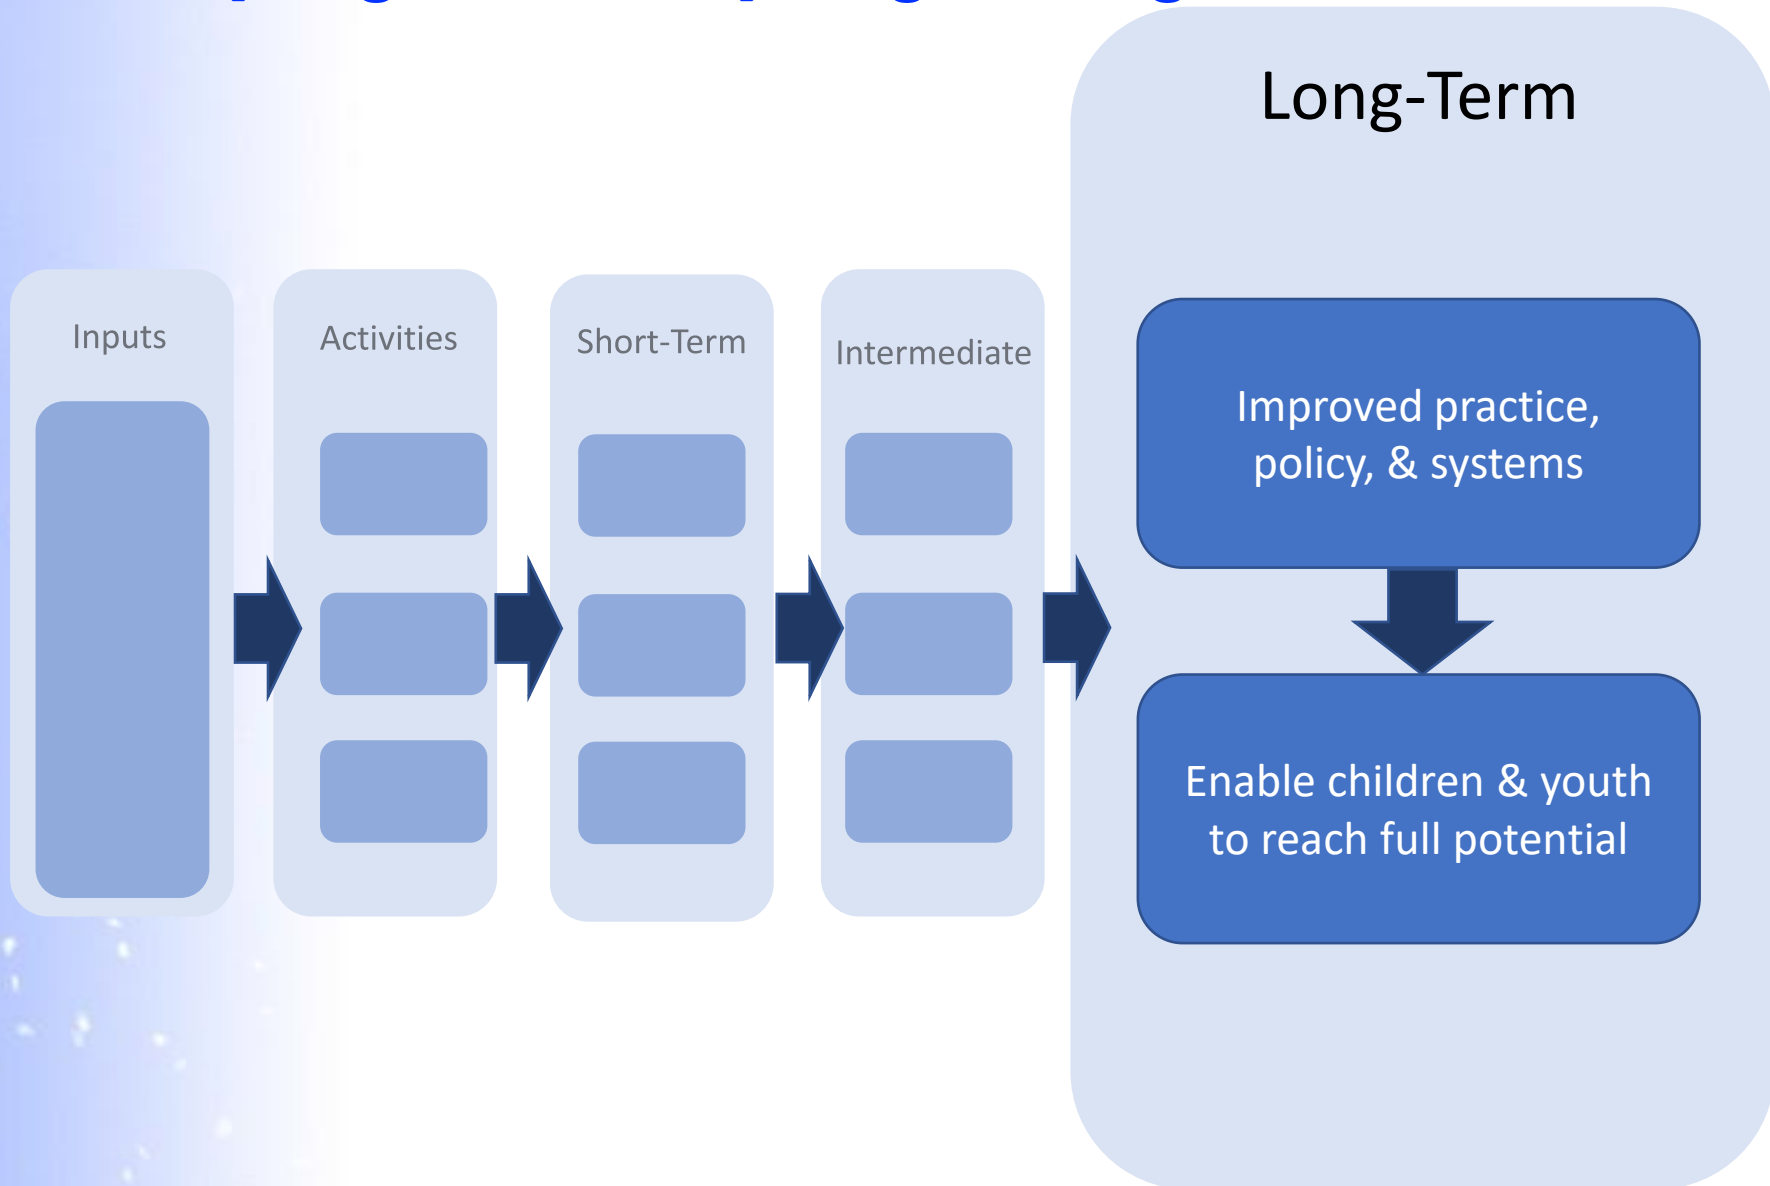 Long-Term
Inputs
Activities
Short-Term
Intermediate
Improved practice,
policy, & systems
Enable children & youth
to reach full potential